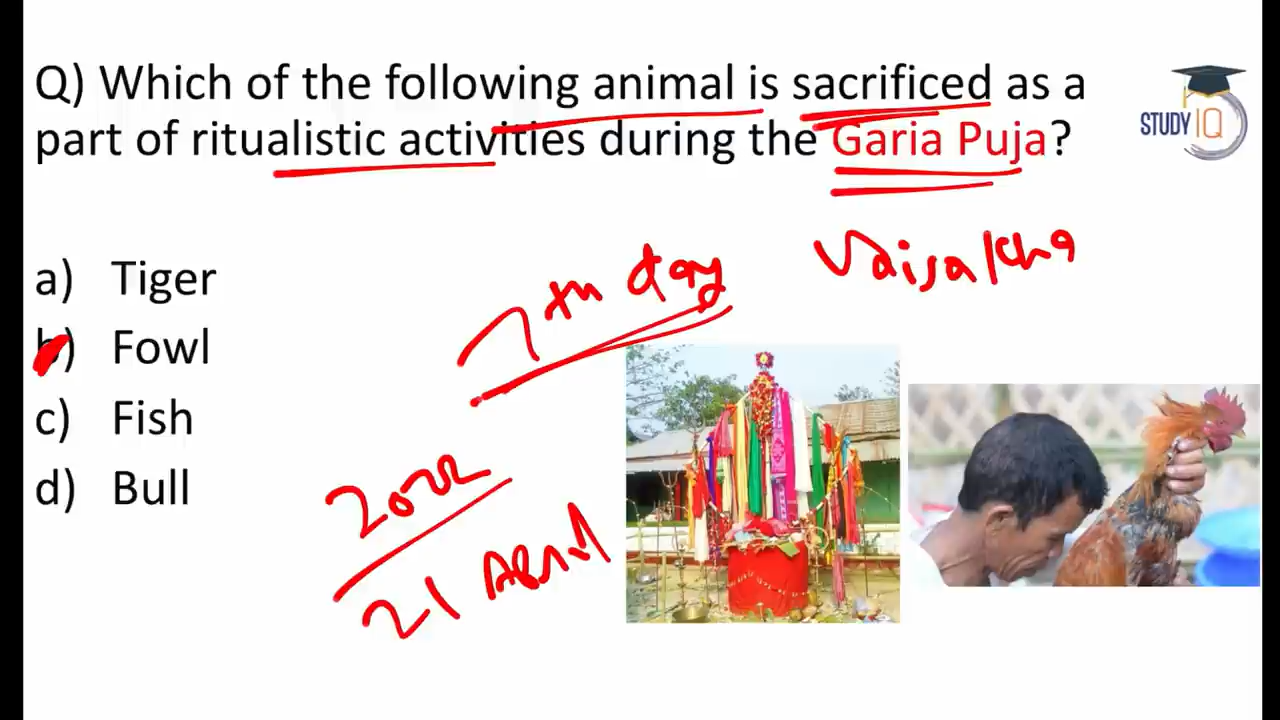 Q) Which of the following animal is sacrificed as a
part of ritualistic activities during the Garia Puja?
STUDY IQ
a) Tiger
b) Fowl
c) Fish
d) Bull
7th day
Vaisakha
2022
21 April